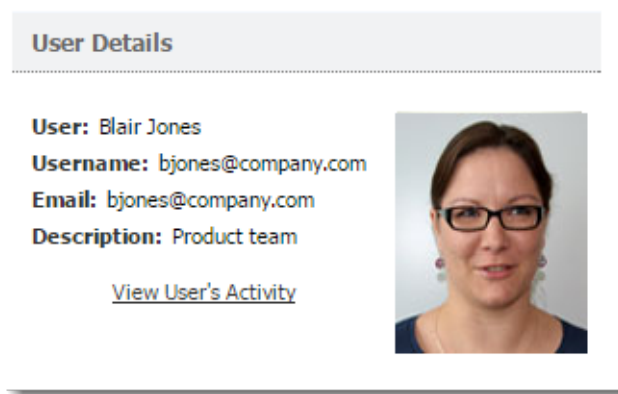 User Details
User: Blair Jones
Username: bjones@company.com
Email: bjones@company.com
Description: Product team
View User's Activity